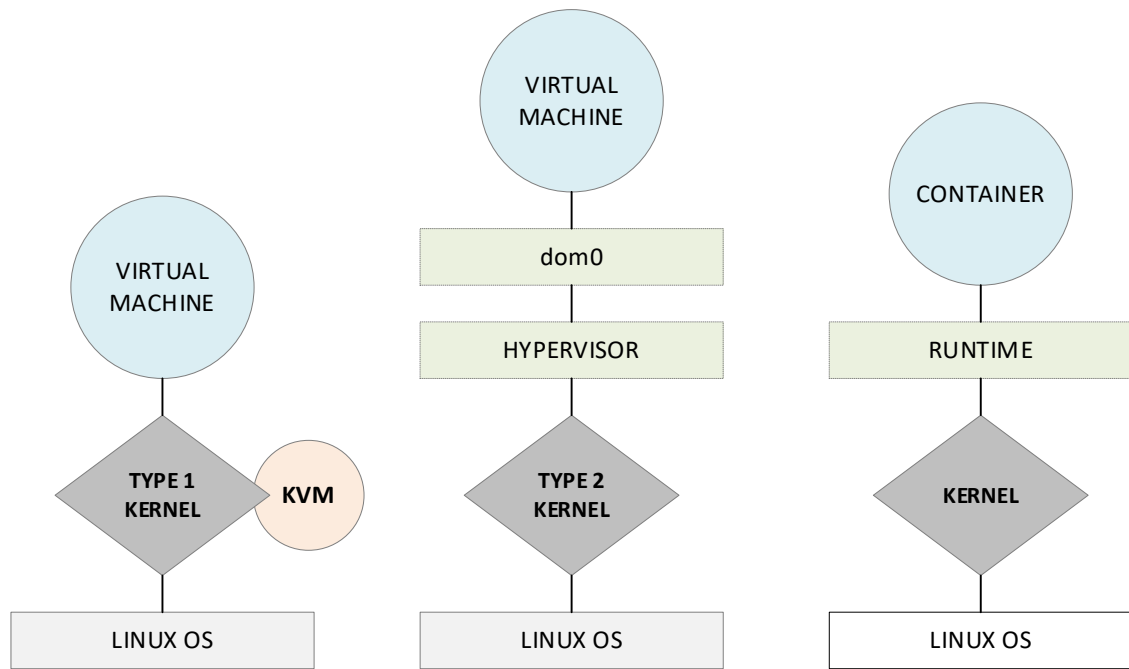 VIRTUAL
MACHINE
TYPE 1
KERNEL
KVM
LINUX OS
VIRTUAL
MACHINE
dom0
HYPERVISOR
TYPE 2
KERNEL
LINUX OS
CONTAINER
RUNTIME
KERNEL
LINUX OS